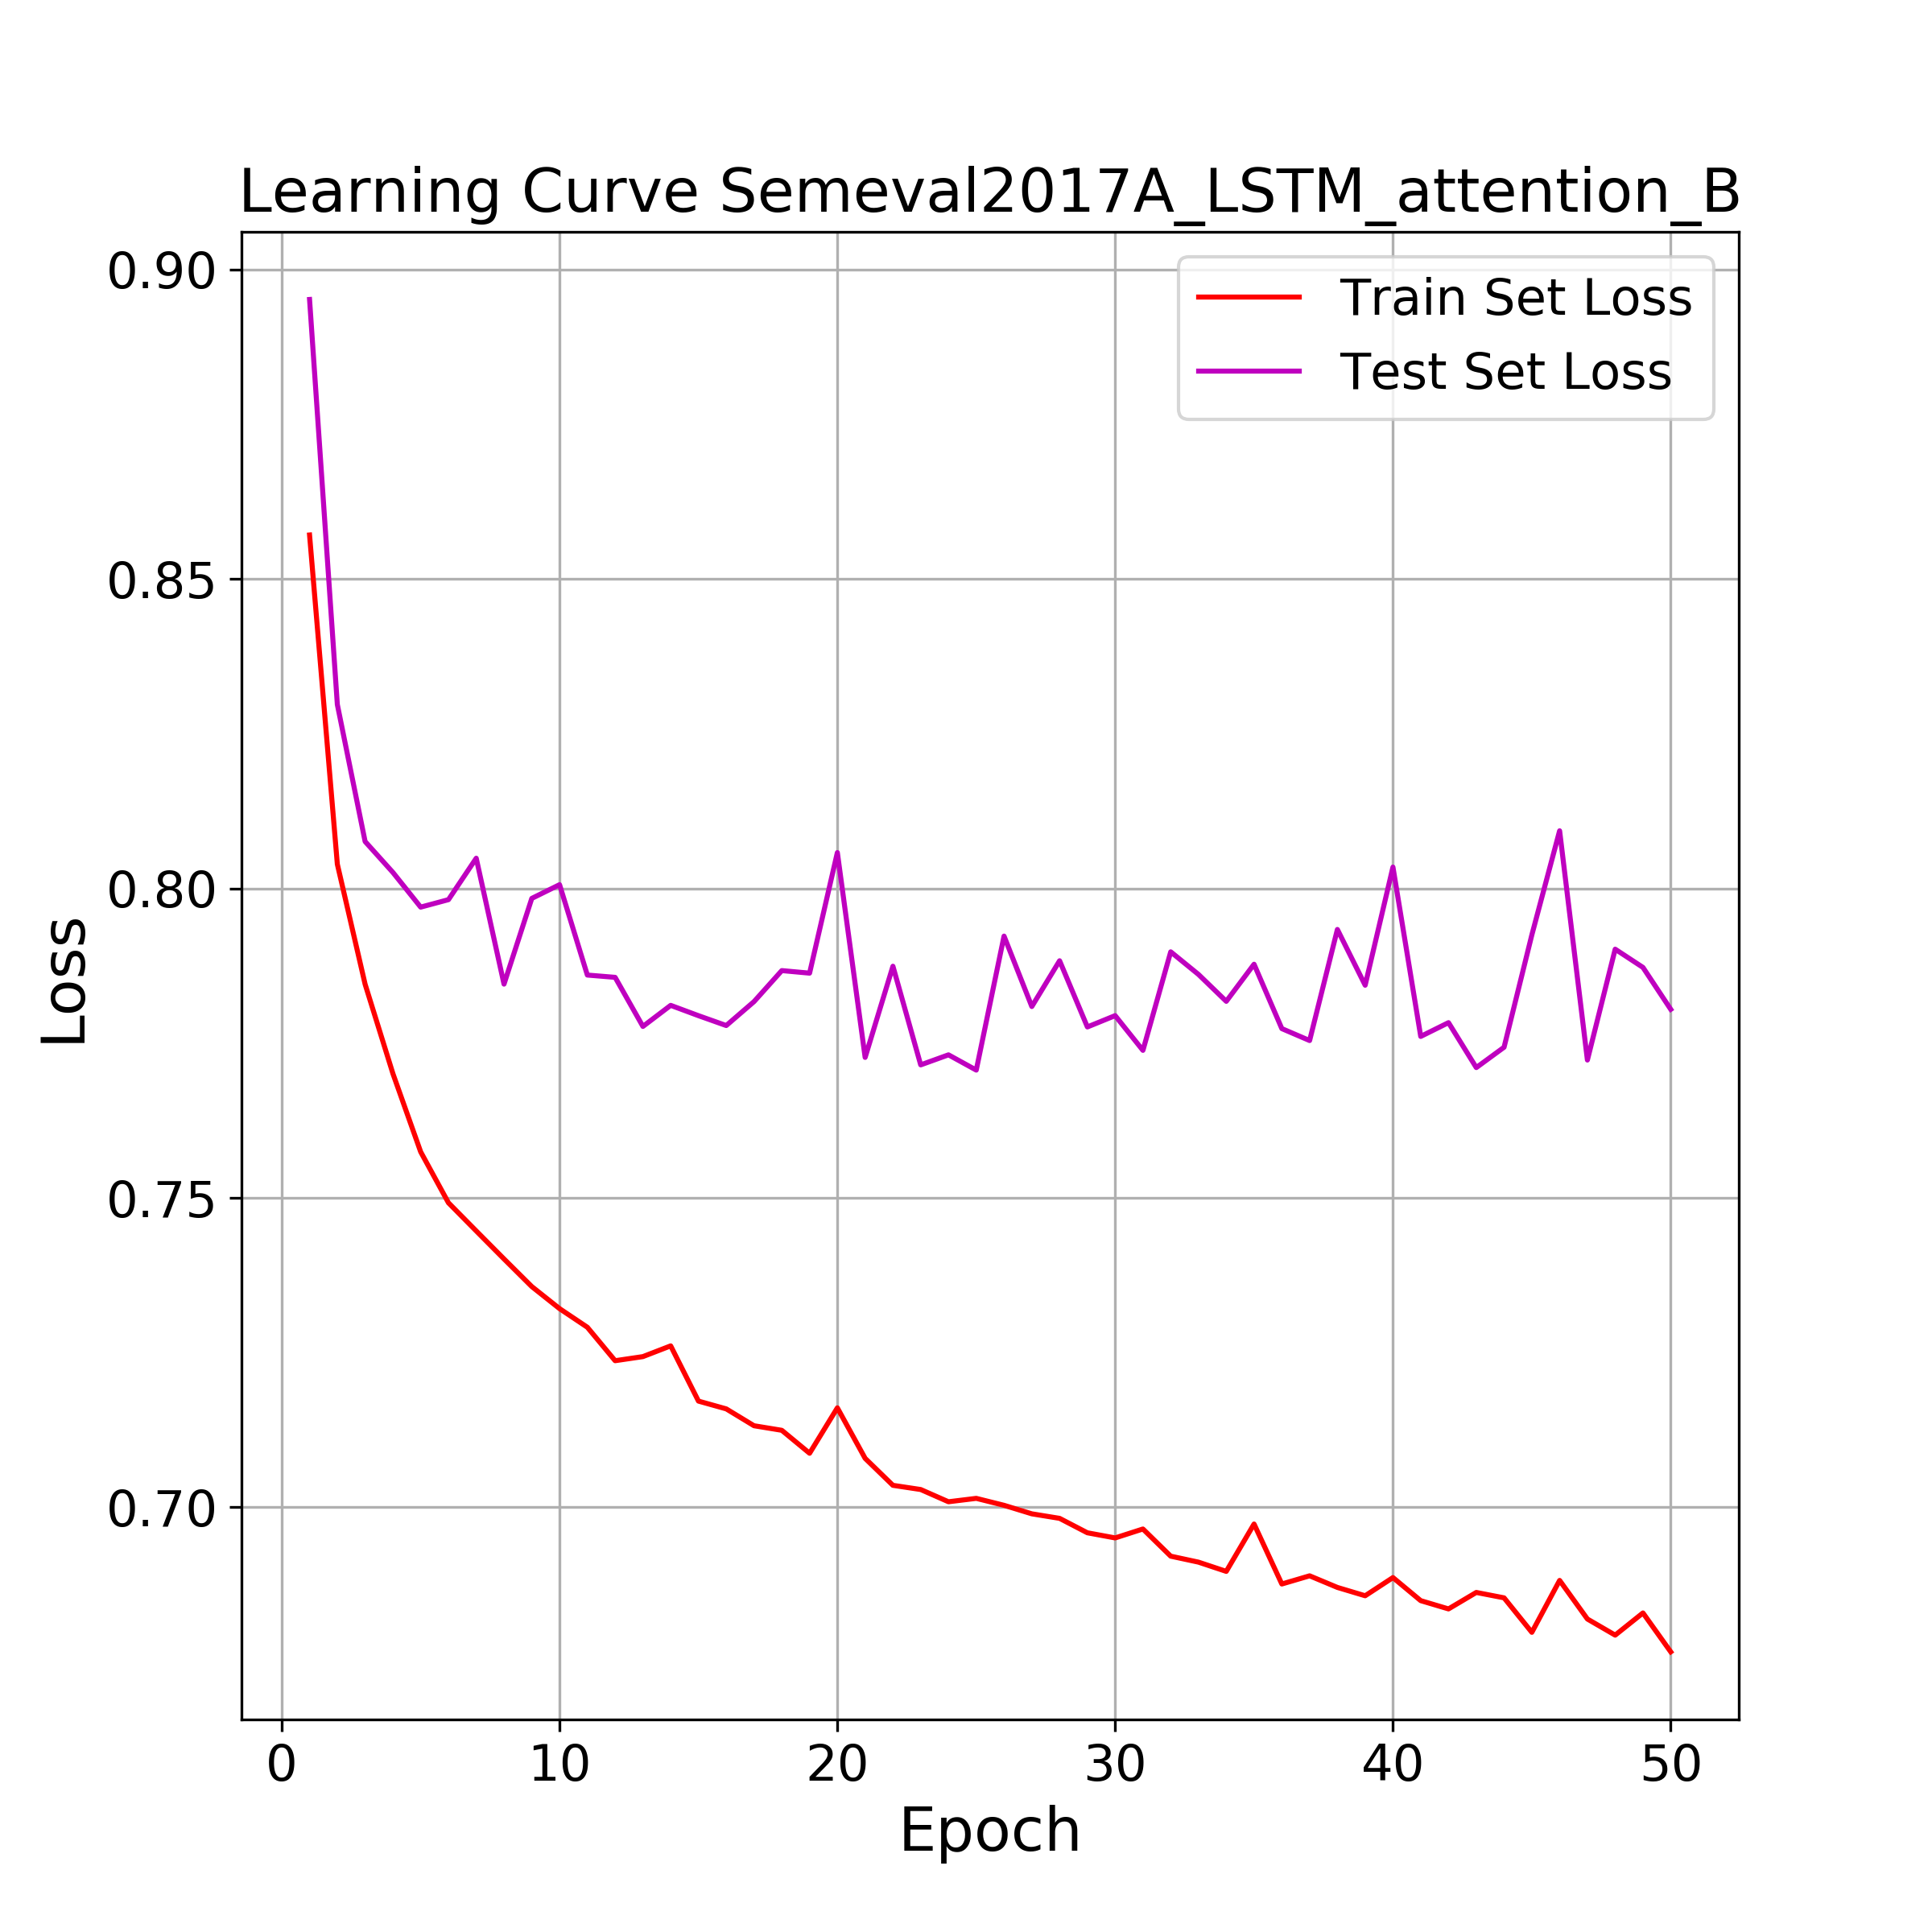 Learning Curve Semeval2017A_LSTM_attention_B
Train Set Loss
Test Set Loss
0.90
0.85
0.80
0.75
0.70
Loss
0 10 20 30 40 50
Epoch